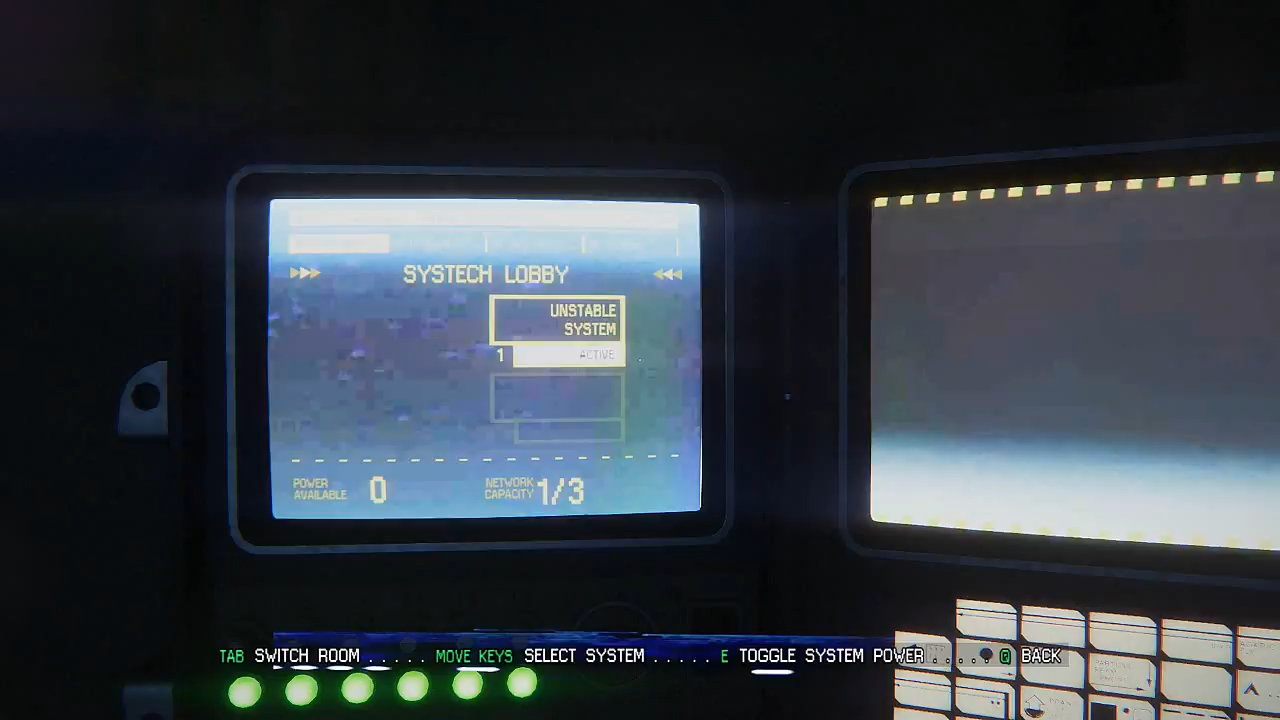 SYSTECH LOBBY
UNSTABLE
SYSTEM
1 ACTIVE
POWER
AVAILABLE 0
NETWORK
CAPACITY 1/3
TAB SWITCH ROOM ...... MOVE KEYS SELECT SYSTEM ..... E TOGGLE SYSTEM POWER ..... Q BACK